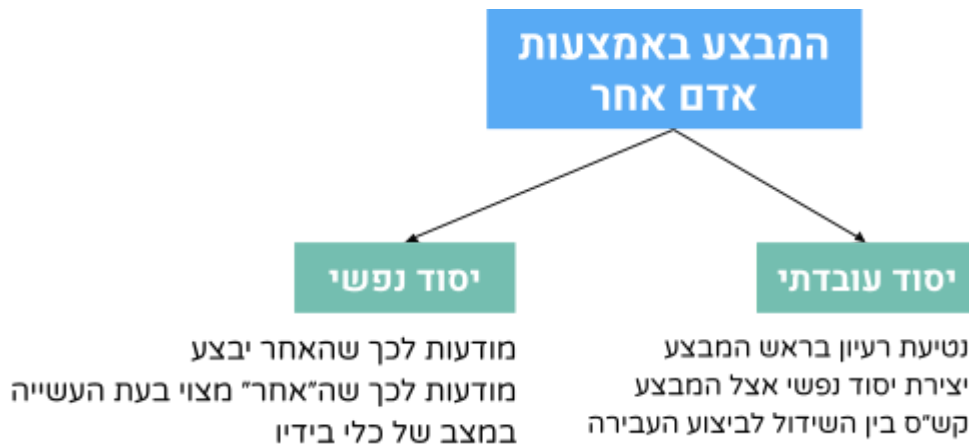 המבצע באמצעות
אדם אחר
יסוד עובדתי
נטיעת רעיון בראש המבצע
יצירת יסוד נפשי אצל המבצע
קש״ס בין השידול לביצוע העבירה
יסוד נפשי
מודעות לכך שהאחר יבצע
מודעות לכך שה״אחר״ מצוי בעת העשייה
במצב של כלי בידיו